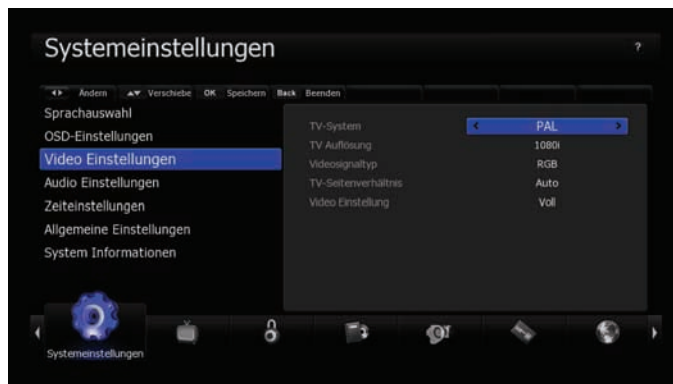 Systemeinstellungen
?
Ändern Verschiebe OK Speichern Back Beenden
Sprachauswahl
OSD-Einstellungen
Video Einstellungen
Audio Einstellungen
Zeiteinstellungen
Allgemeine Einstellungen
System Informationen
TV-System PAL
TV Auflösung 1080i
Videosignaltyp RGB
TV-Seitenverhältnis Auto
Video Einstellung Voll
Systemeinstellungen